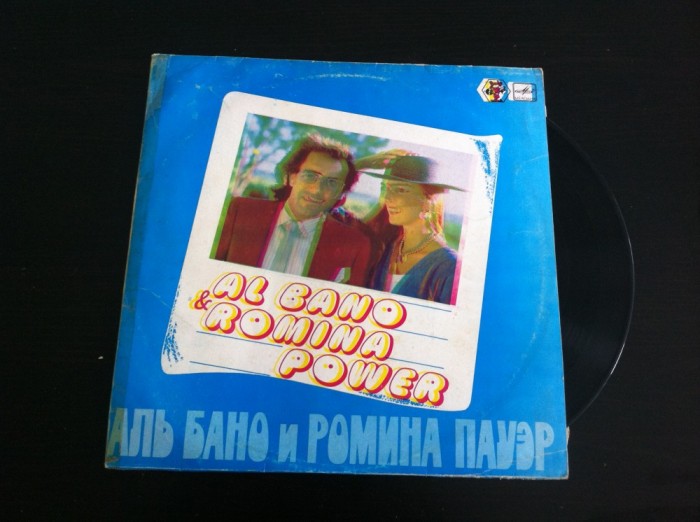 AL BANO
& ROMINA
POWER
АЛЬ БАНО и РОМИНА ПАУЭР